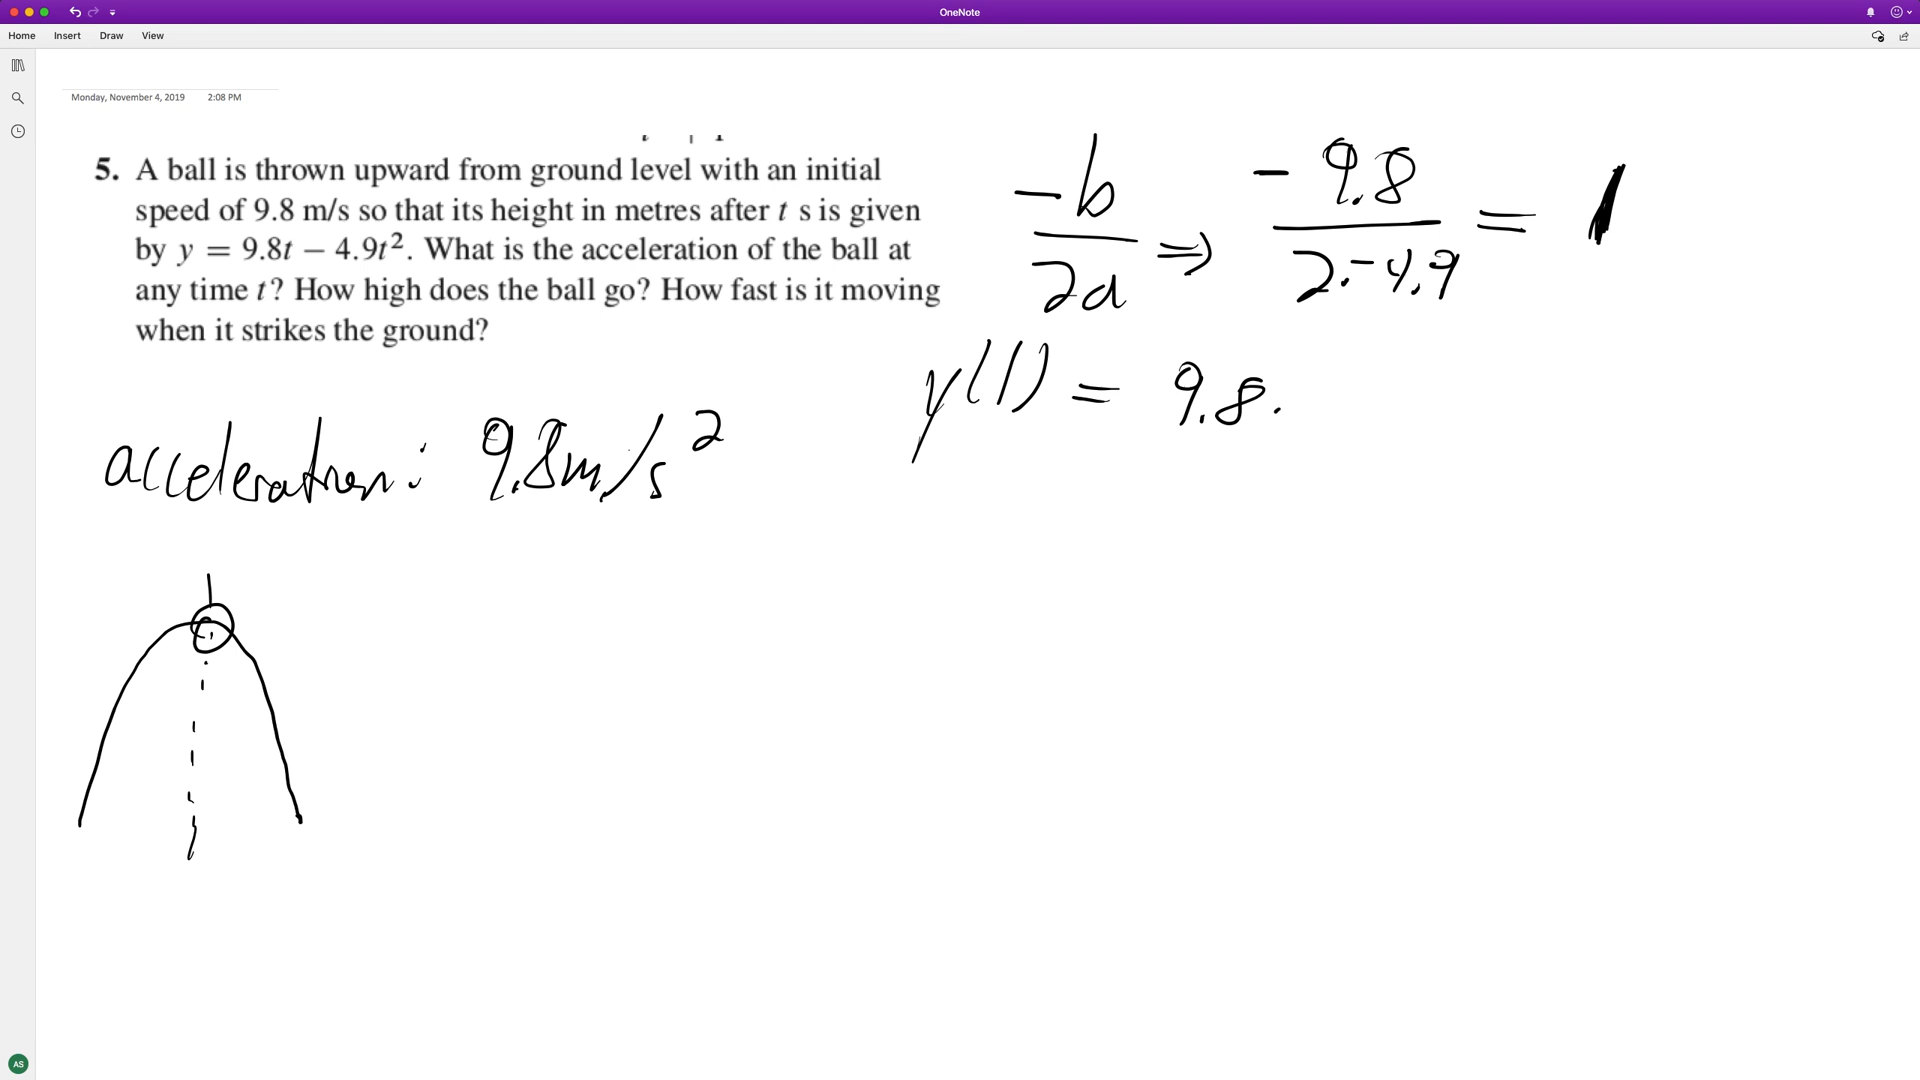 OneNote
Home Insert Draw View
Monday, November 4, 2019 2:08 PM
5. A ball is thrown upward from ground level with an initial
speed of 9.8 m/s so that its height in metres after t s is given
by y = 9.8t − 4.9t². What is the acceleration of the ball at
any time t? How high does the ball go? How fast is it moving
when it strikes the ground?
-b/2a ⇒ -9.8/2·-4.9 = 1
y(1) = 9.8.
acceleration: 9.8m/s²
AS